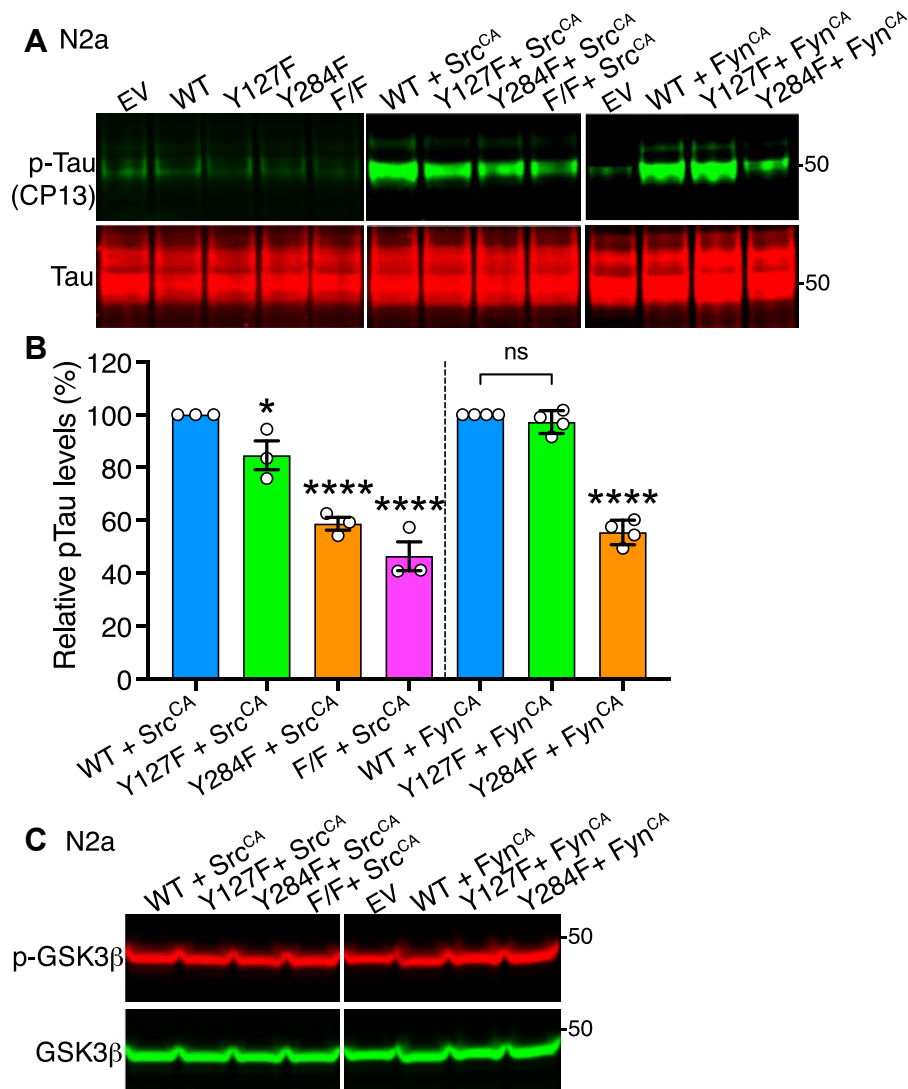 A N2a
EV WT Y127F Y284F F/F WT + Src^CA Y127F+ Src^CA Y284F+ Src^CA F/F+ Src^CA EV WT + Fyn^CA Y127F+ Fyn^CA Y284F+ Fyn^CA
p-Tau
(CP13)
-50
Tau
-50
B
Relative pTau levels (%)
120
100
80
60
40
20
0
* **** **** ns ****
WT + Src^CA Y127F + Src^CA Y284F + Src^CA F/F + Src^CA WT + Fyn^CA Y127F + Fyn^CA Y284F + Fyn^CA
C N2a
WT + Src^CA Y127F+ Src^CA Y284F+ Src^CA F/F+ Src^CA EV WT + Fyn^CA Y127F+ Fyn^CA Y284F+ Fyn^CA
p-GSK3β
-50
GSK3β
-50